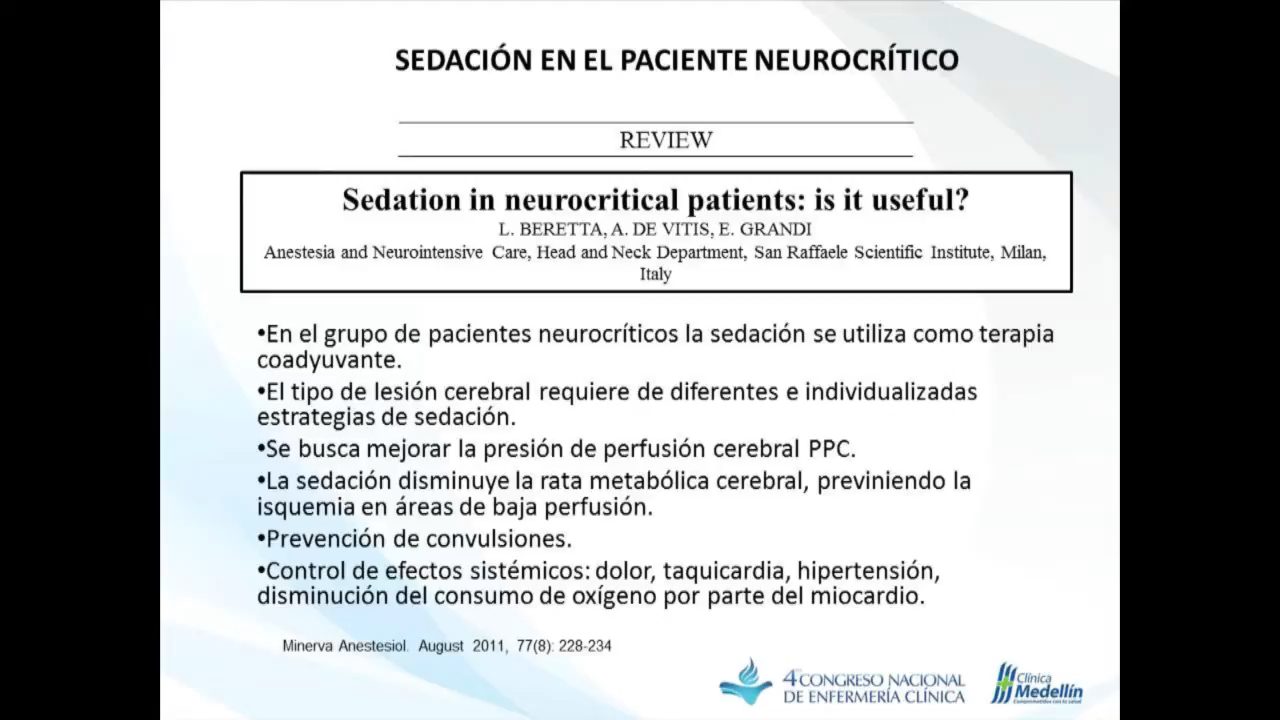 SEDACIÓN EN EL PACIENTE NEUROCRÍTICO
REVIEW
Sedation in neurocritical patients: is it useful?
L. BERETTA, A. DE VITIS, E. GRANDI
Anestesia and Neurointensive Care, Head and Neck Department, San Raffaele Scientific Institute, Milan,
Italy
•En el grupo de pacientes neurocríticos la sedación se utiliza como terapia
coadyuvante.
•El tipo de lesión cerebral requiere de diferentes e individualizadas
estrategias de sedación.
•Se busca mejorar la presión de perfusión cerebral PPC.
•La sedación disminuye la rata metabólica cerebral, previniendo la
isquemia en áreas de baja perfusión.
•Prevención de convulsiones.
•Control de efectos sistémicos: dolor, taquicardia, hipertensión,
disminución del consumo de oxígeno por parte del miocardio.
Minerva Anestesiol. August 2011, 77(8): 228-234
4 CONGRESO NACIONAL
DE ENFERMERÍA CLÍNICA
Clínica
Medellín
Comprometidos con la salud